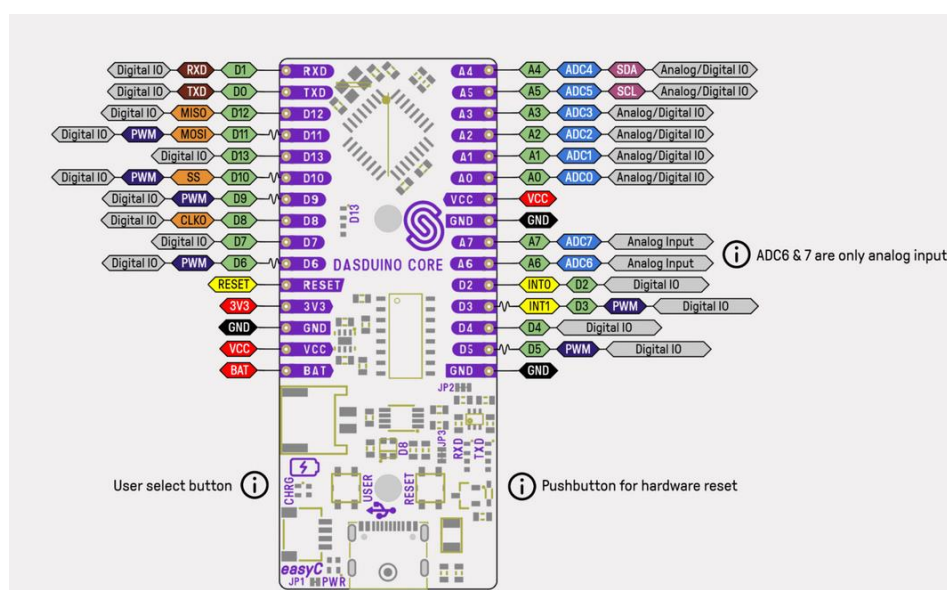 Digital IO RXD D1 RXD A4 A4 ADC4 SDA Analog/Digital IO
Digital IO TXD D0 TXD A5 A5 ADC5 SCL Analog/Digital IO
Digital IO MISO D12 D12 A3 A3 ADC3 Analog/Digital IO
Digital IO PWM MOSI D11 D11 A2 A2 ADC2 Analog/Digital IO
Digital IO D13 D13 A1 A1 ADC1 Analog/Digital IO
Digital IO PWM SS D10 D10 A0 A0 ADC0 Analog/Digital IO
Digital IO PWM D9 D9 VCC VCC
Digital IO CLKO D8 D8 D13 GND GND
Digital IO D7 D7 A7 A7 ADC7 Analog Input
Digital IO PWM D6 D6 DASDUINO CORE A6 A6 ADC6 Analog Input
i ADC6 & 7 are only analog input
RESET RESET D2 INT0 D2 Digital IO
3V3 3V3 D3 INT1 D3 PWM Digital IO
GND GND D4 D4 Digital IO
VCC VCC D5 D5 PWM Digital IO
BAT BAT GND GND
JP2
D8 JP3 RXD TXD
User select button i CHRG USER RESET i Pushbutton for hardware reset
easyC
JP1 PWR